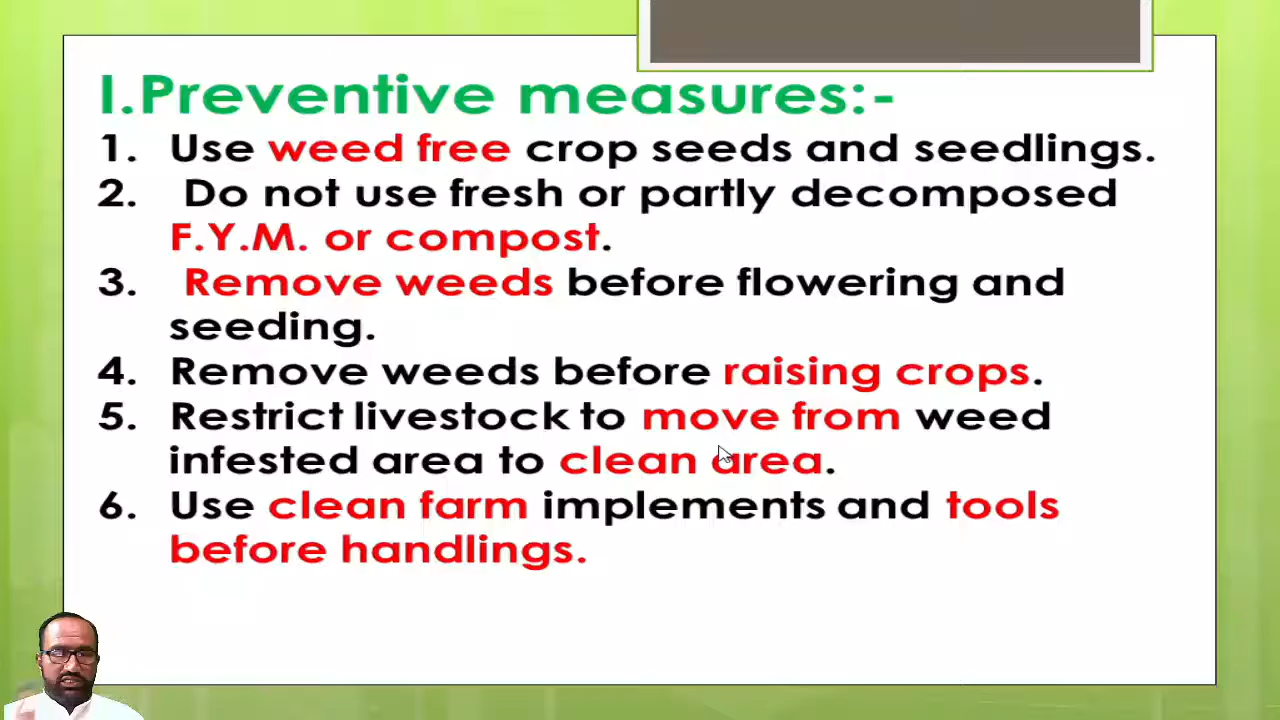 I.Preventive measures:-
1. Use weed free crop seeds and seedlings.
2. Do not use fresh or partly decomposed
F.Y.M. or compost.
3. Remove weeds before flowering and
seeding.
4. Remove weeds before raising crops.
5. Restrict livestock to move from weed
infested area to clean area.
6. Use clean farm implements and tools
before handlings.